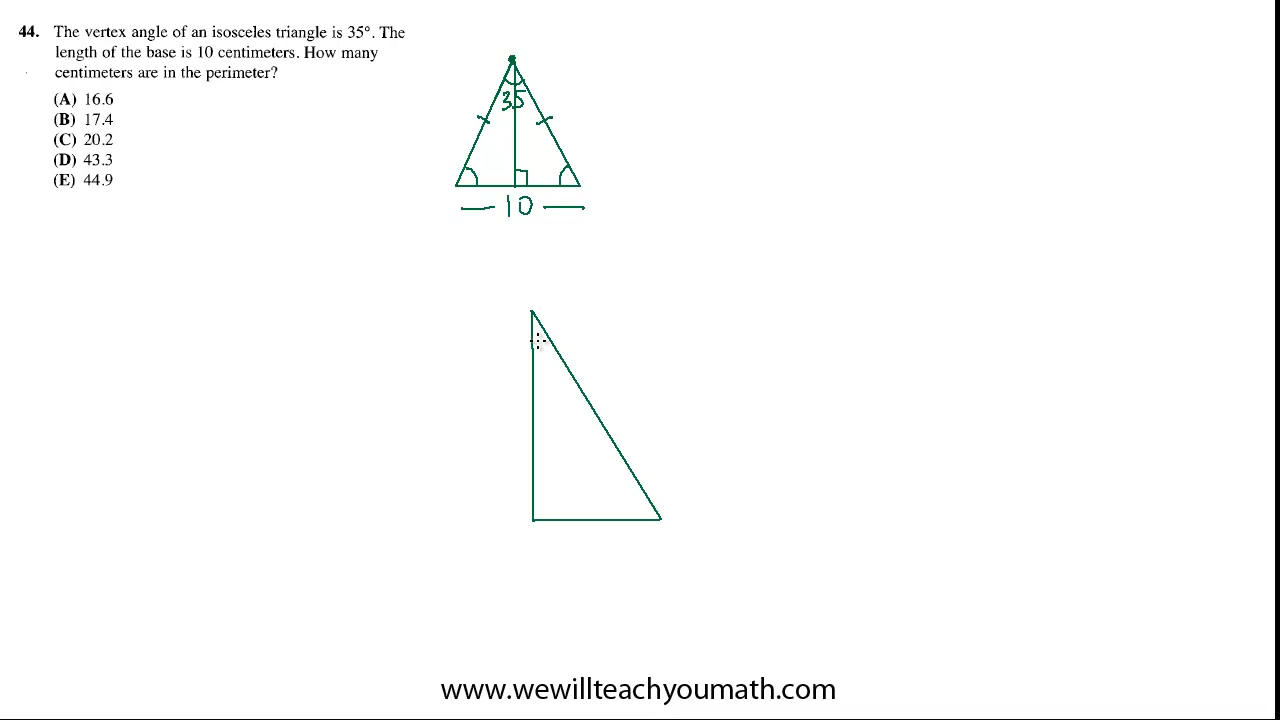 44. The vertex angle of an isosceles triangle is 35°. The
length of the base is 10 centimeters. How many
centimeters are in the perimeter?
(A) 16.6
(B) 17.4
(C) 20.2
(D) 43.3
(E) 44.9
35
10
www.wewillteachyoumath.com